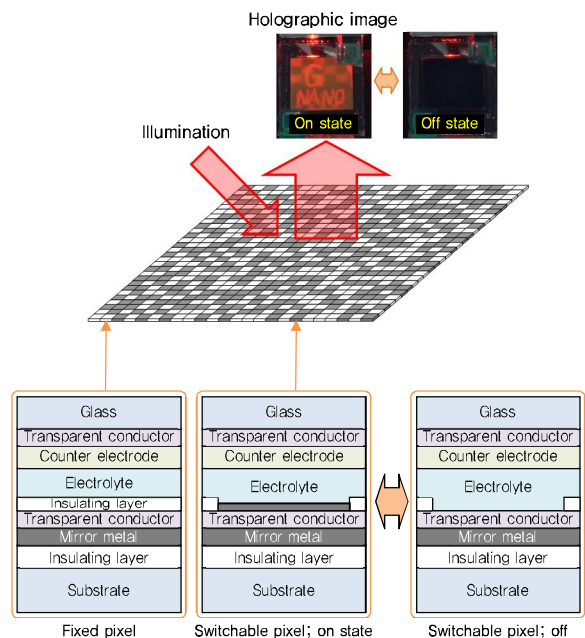 Holographic image
G
NANO
On state
Off state
Illumination
Glass
Transparent conductor
Counter electrode
Electrolyte
Insulating layer
Transparent conductor
Mirror metal
Insulating layer
Substrate
Fixed pixel
Glass
Transparent conductor
Counter electrode
Electrolyte
Transparent conductor
Mirror metal
Insulating layer
Substrate
Switchable pixel; on state
Glass
Transparent conductor
Counter electrode
Electrolyte
Transparent conductor
Mirror metal
Insulating layer
Substrate
Switchable pixel; off